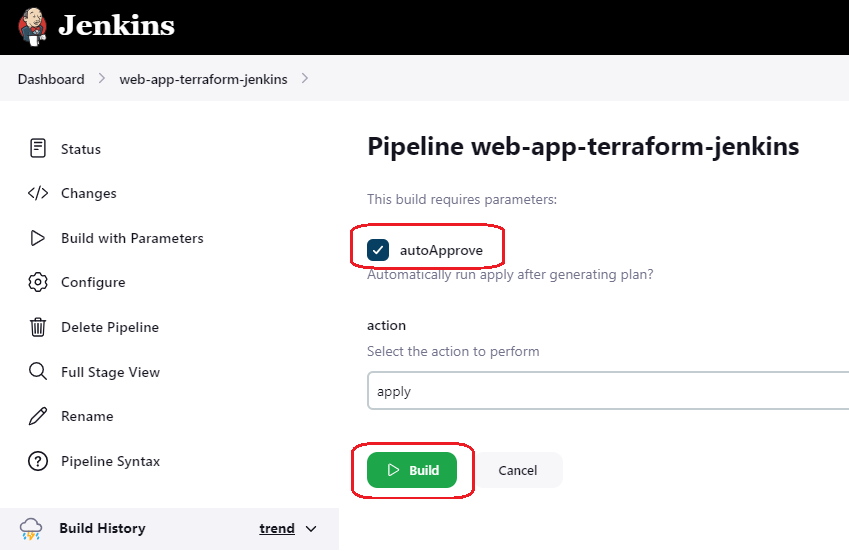 Jenkins
Dashboard
web-app-terraform-jenkins
Status
Changes
Build with Parameters
Configure
Delete Pipeline
Full Stage View
Rename
Pipeline Syntax
Build History
trend
Pipeline web-app-terraform-jenkins
This build requires parameters:
autoApprove
Automatically run apply after generating plan?
action
Select the action to perform
apply
Build
Cancel